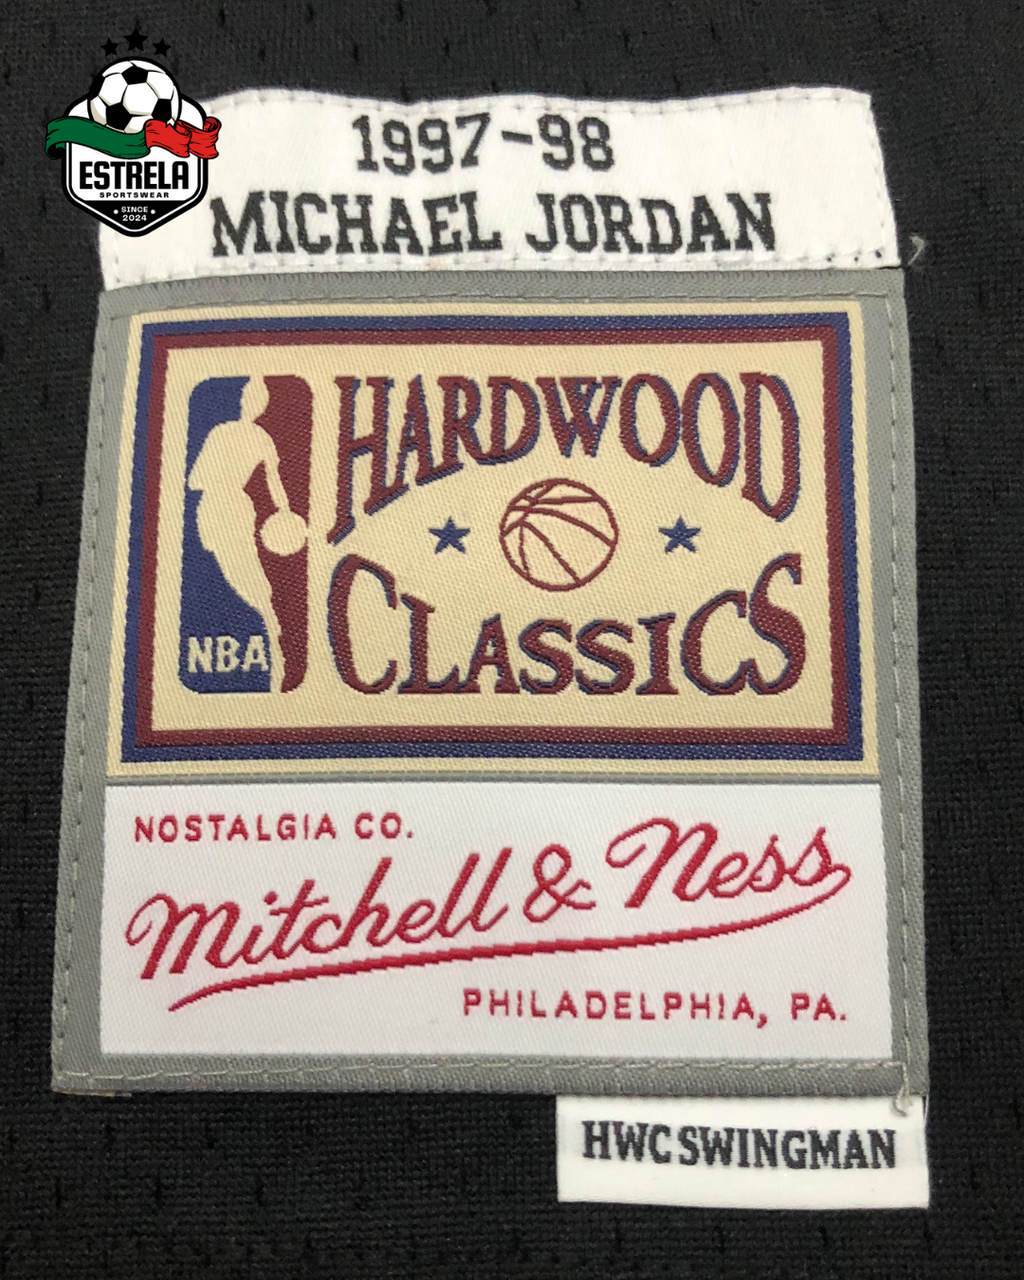 ESTRELA
SPORTSWEAR
SINCE
2024
1997-98
MICHAEL JORDAN
HARDWOOD
CLASSICS
NBA
NOSTALGIA CO.
Mitchell & Ness
PHILADELPHIA, PA.
HWC SWINGMAN